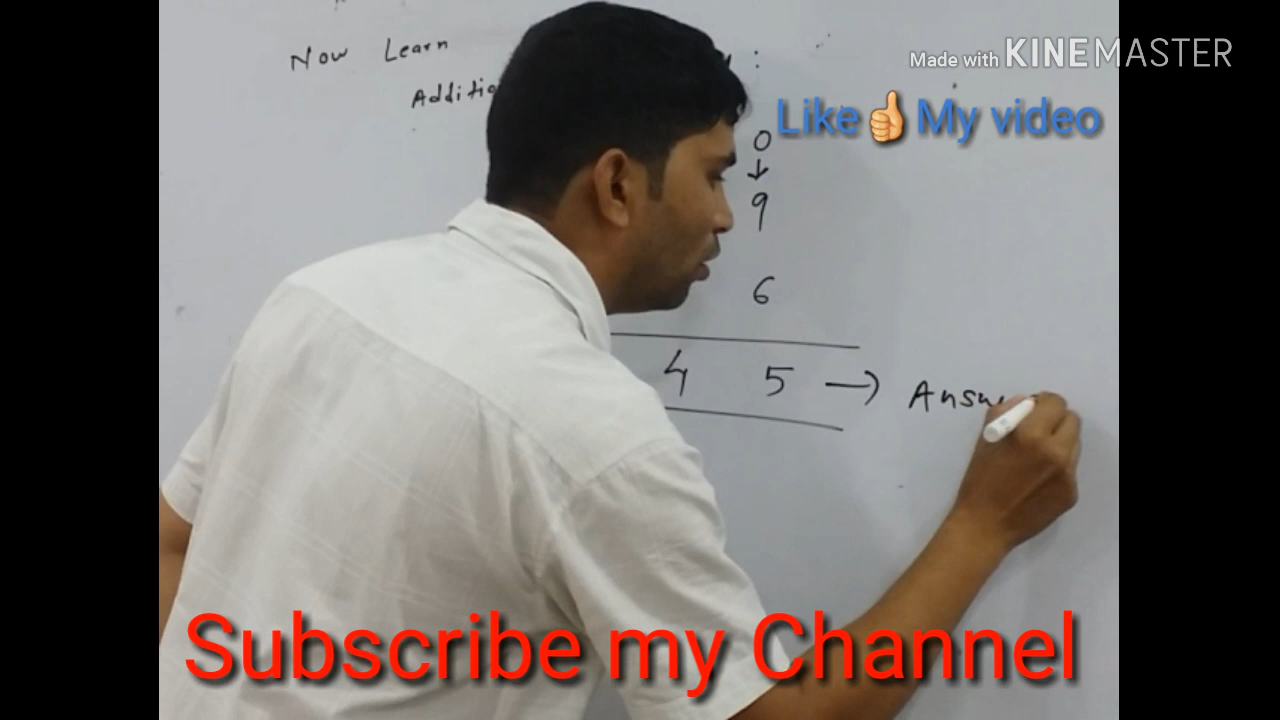 Made with KINEMASTER
Now Learn :
Additio
Like👍My video
0
↓
9
6
4 5 → Answ
Subscribe my Channel